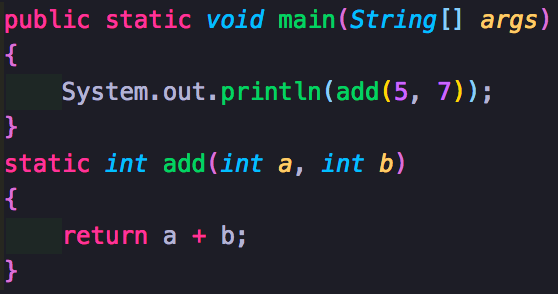 public static void main(String[] args)
{
    System.out.println(add(5, 7));
}
static int add(int a, int b)
{
    return a + b;
}